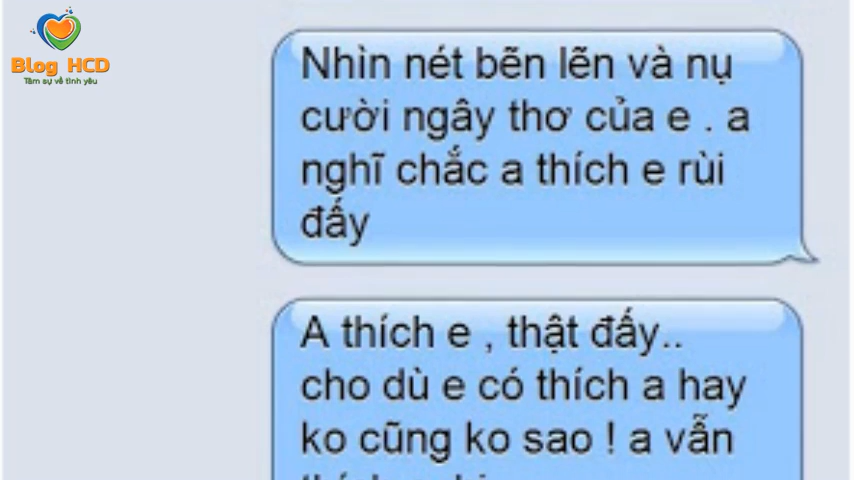 Blog HCD
Tâm sự về tình yêu
Nhìn nét bẽn lẽn và nụ
cười ngây thơ của e . a
nghĩ chắc a thích e rùi
đấy
A thích e , thật đấy..
cho dù e có thích a hay
ko cũng ko sao ! a vẫn